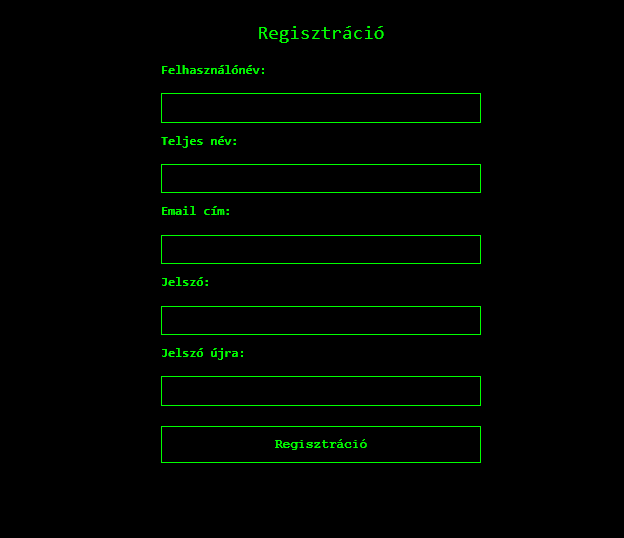 Regisztráció
Felhasználónév:
Teljes név:
Email cím:
Jelszó:
Jelszó újra:
Regisztráció